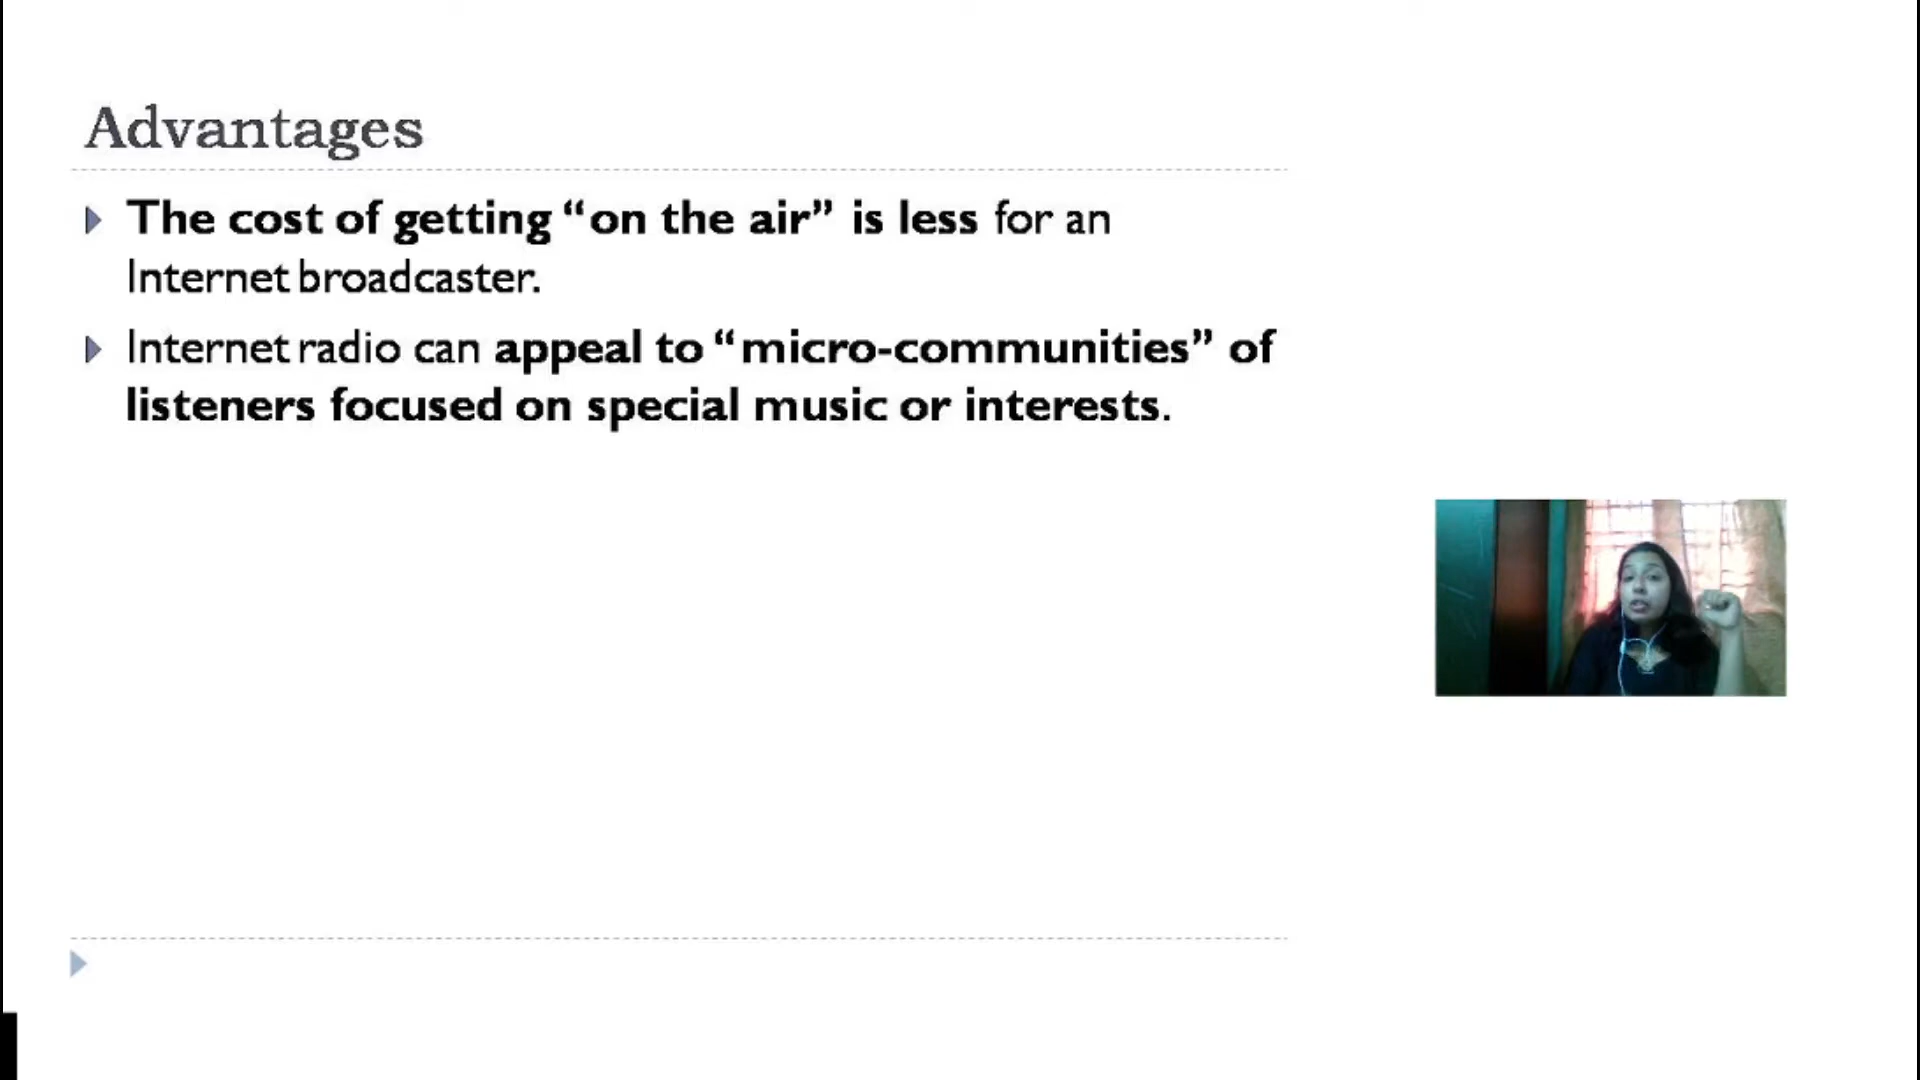 Advantages
The cost of getting “on the air” is less for an
Internet broadcaster.
Internet radio can appeal to “micro-communities” of
listeners focused on special music or interests.